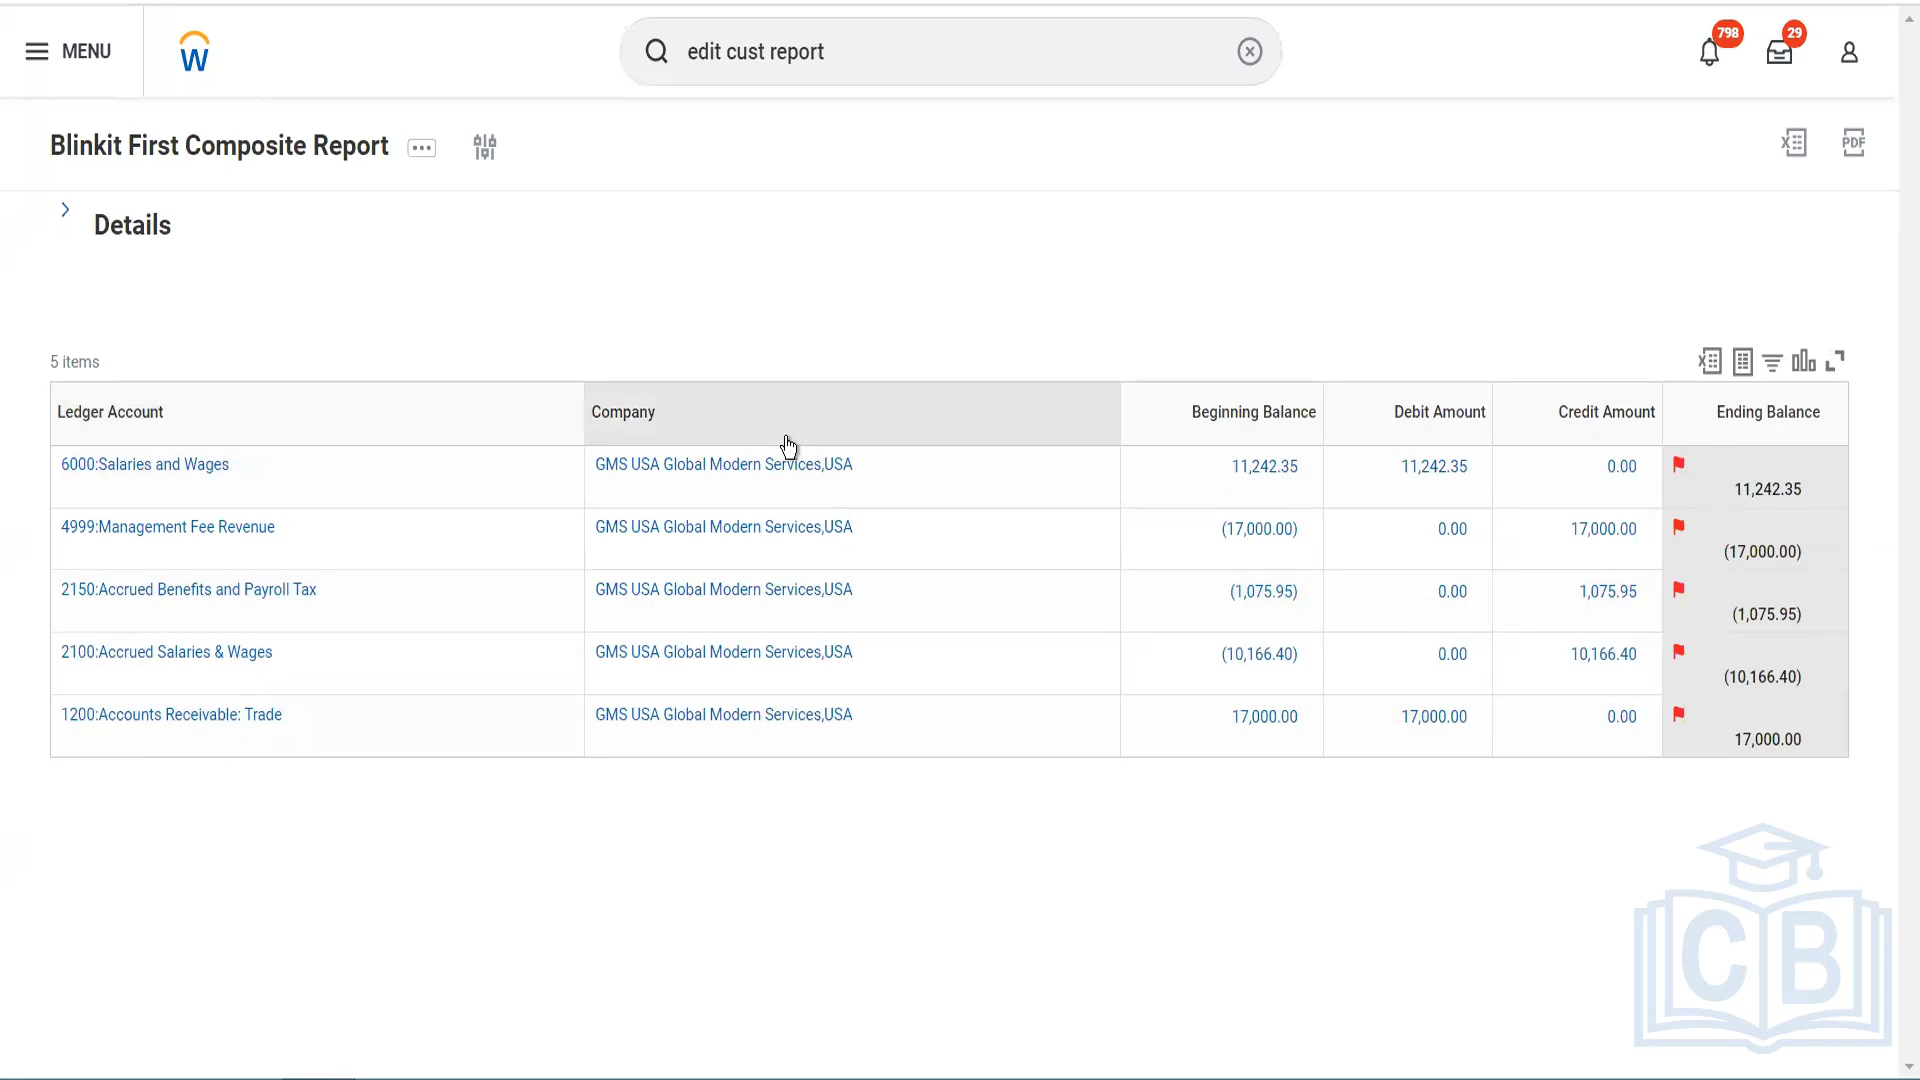 MENU
W
edit cust report
798
29
Blinkit First Composite Report
X
PDF
Details
5 items
X
Ledger Account Company Beginning Balance Debit Amount Credit Amount Ending Balance
6000:Salaries and Wages GMS USA Global Modern Services,USA 11,242.35 11,242.35 0.00 11,242.35
4999:Management Fee Revenue GMS USA Global Modern Services,USA (17,000.00) 0.00 17,000.00 (17,000.00)
2150:Accrued Benefits and Payroll Tax GMS USA Global Modern Services,USA (1,075.95) 0.00 1,075.95 (1,075.95)
2100:Accrued Salaries & Wages GMS USA Global Modern Services,USA (10,166.40) 0.00 10,166.40 (10,166.40)
1200:Accounts Receivable: Trade GMS USA Global Modern Services,USA 17,000.00 17,000.00 0.00 17,000.00
CB